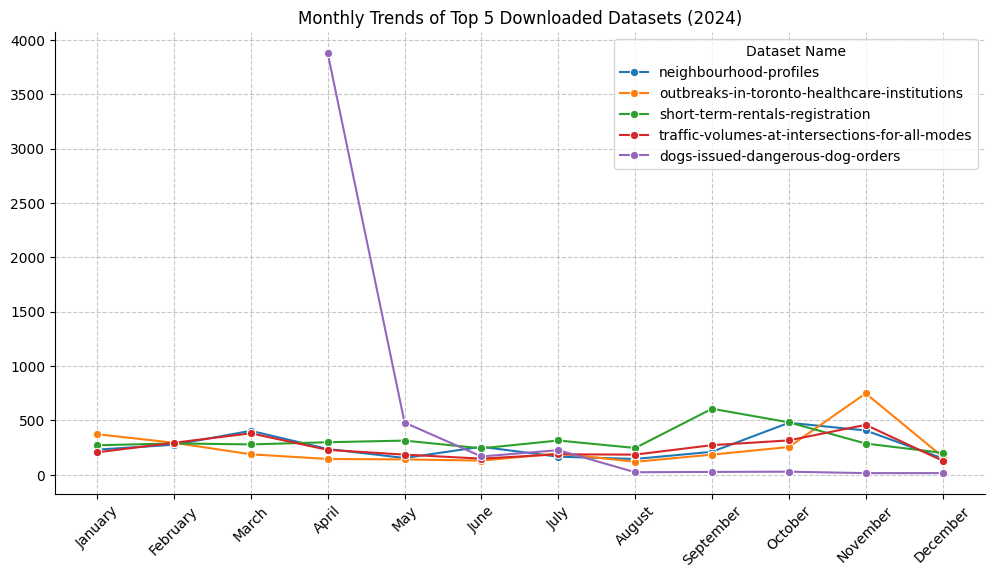 Monthly Trends of Top 5 Downloaded Datasets (2024)
4000
3500
3000
2500
2000
1500
1000
500
0
Dataset Name
neighbourhood-profiles
outbreaks-in-toronto-healthcare-institutions
short-term-rentals-registration
traffic-volumes-at-intersections-for-all-modes
dogs-issued-dangerous-dog-orders
January
February
March
April
May
June
July
August
September
October
November
December